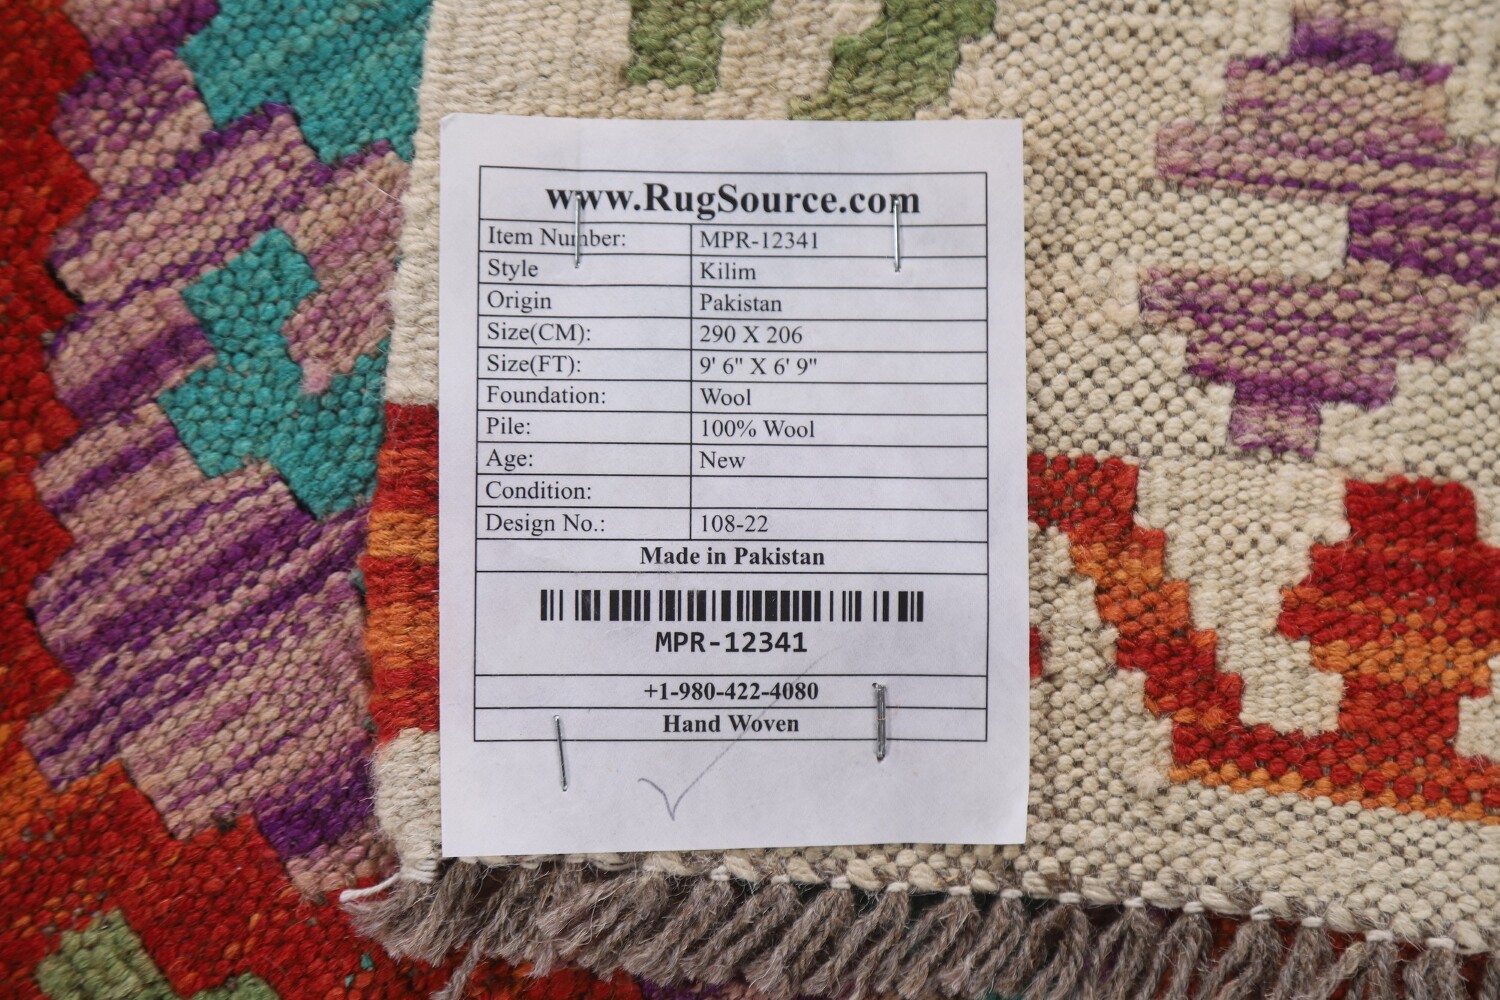 www.RugSource.com
Item Number: MPR-12341
Style Kilim
Origin Pakistan
Size(CM): 290 X 206
Size(FT): 9' 6" X 6' 9"
Foundation: Wool
Pile: 100% Wool
Age: New
Condition:
Design No.: 108-22
Made in Pakistan
MPR-12341
+1-980-422-4080
Hand Woven